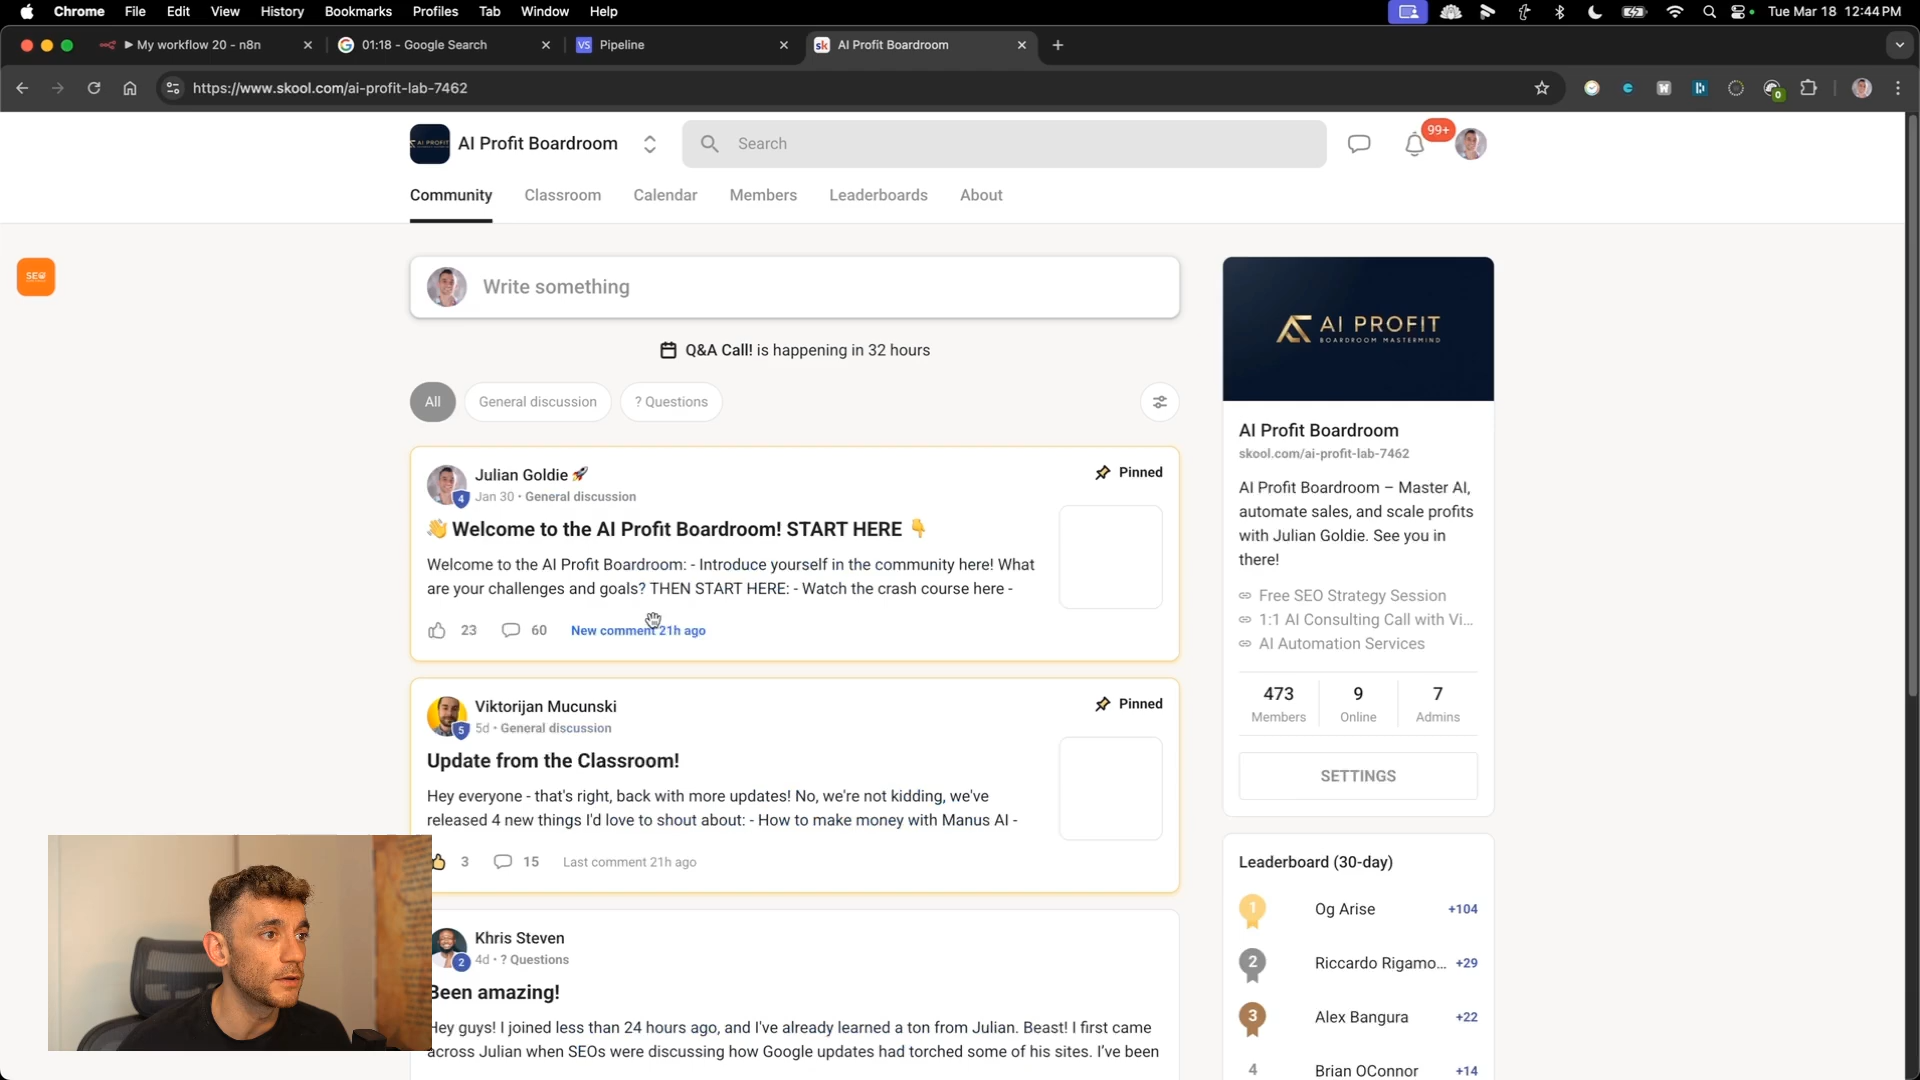 Chrome File Edit View History Bookmarks Profiles Tab Window Help Tue Mar 18 12:44 PM
My workflow 20 - n8n 01:18 - Google Search VS Pipeline sk AI Profit Boardroom
https://www.skool.com/ai-profit-lab-7462 0
AI PROFIT AI Profit Boardroom Search 99+
Community Classroom Calendar Members Leaderboards About
SEO
Write something
Q&A Call! is happening in 32 hours
All General discussion ? Questions
Julian Goldie 🚀 Pinned
4 Jan 30 • General discussion
👋 Welcome to the AI Profit Boardroom! START HERE 👇
Welcome to the AI Profit Boardroom: - Introduce yourself in the community here! What
are your challenges and goals? THEN START HERE: - Watch the crash course here -
23 60 New comment 21h ago
Viktorijan Mucunski Pinned
5 5d • General discussion
Update from the Classroom!
Hey everyone - that's right, back with more updates! No, we're not kidding, we've
released 4 new things I'd love to shout about: - How to make money with Manus AI -
3 15 Last comment 21h ago
Khris Steven
2 4d • ? Questions
Been amazing!
Hey guys! I joined less than 24 hours ago, and I've already learned a ton from Julian. Beast! I first came
across Julian when SEOs were discussing how Google updates had torched some of his sites. I've been
AI PROFIT
BOARDROOM MASTERMIND
AI Profit Boardroom
skool.com/ai-profit-lab-7462
AI Profit Boardroom – Master AI,
automate sales, and scale profits
with Julian Goldie. See you in
there!
Free SEO Strategy Session
1:1 AI Consulting Call with Vi...
AI Automation Services
473 9 7
Members Online Admins
SETTINGS
Leaderboard (30-day)
1 Og Arise +104
2 Riccardo Rigamo... +29
3 Alex Bangura +22
4 Brian OConnor +14